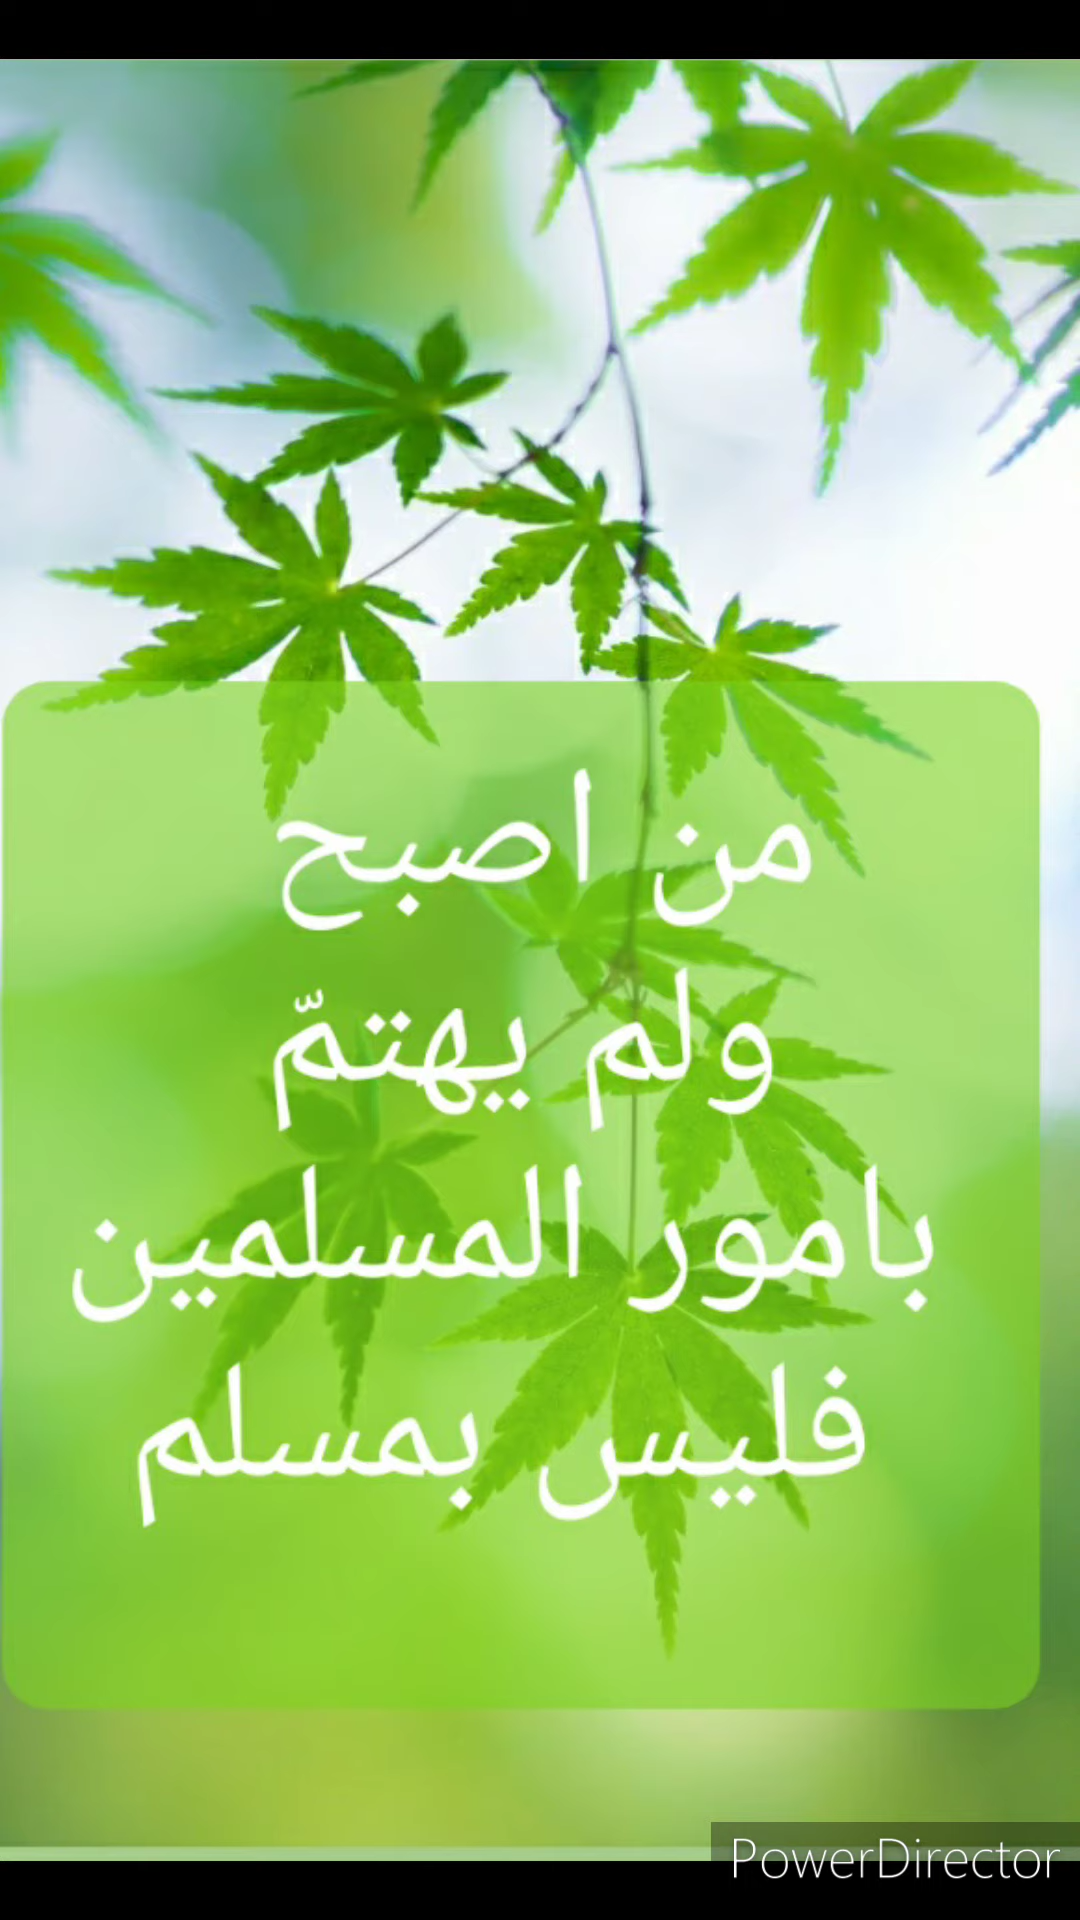 من اصبح
ولم يهتمّ
بامور المسلمين
فليس بمسلم
PowerDirector